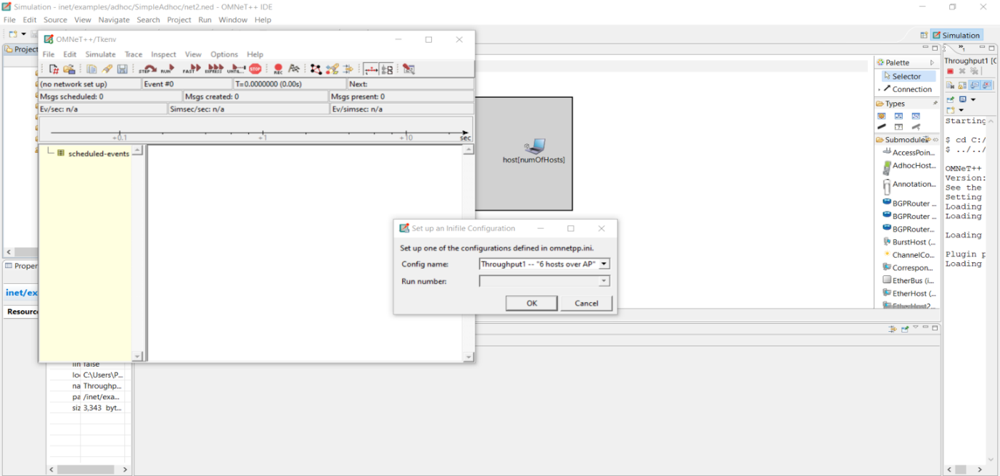 Simulation - inet/examples/adhoc/SimpleAdhoc/net2.ned - OMNeT++ IDE
File Edit Source View Navigate Search Project Run Window Help
Simulation
Project
OMNeT++/Tkenv
File Edit Simulate Trace Inspect View Options Help
STEP RUN FAST EXPRESS UNTIL... STOP REC
(no network set up) Event #0 T=0.0000000 (0.00s) Next:
Msgs scheduled: 0 Msgs created: 0 Msgs present: 0
Ev/sec: n/a Simsec/sec: n/a Ev/simsec: n/a
+0.1 +1 +10 sec
scheduled-events
host[numOfHosts]
Set up an Inifile Configuration
Set up one of the configurations defined in omnetpp.ini.
Config name: Throughput1 -- "6 hosts over AP"
Run number:
OK Cancel
Palette
Selector
Connection
Types
Submodules
AccessPoin...
AdhocHost...
Annotation...
BGPRouter ...
BGPRouter ...
BGPRouter...
BurstHost (...
ChannelCo...
Correspon...
EtherBus (i...
EtherHost (...
EtherHost2...
Throughput1 [C
Starting
$ cd C:/
$ ../../
OMNeT++
Version:
See the
Setting
Loading
Loading
Loading
Plugin p
Loading
Proper
inet/ex
Resourc
lin false
loc C:\Users\P...
na Throughp...
pa /inet/exa...
siz 3,343 byt...